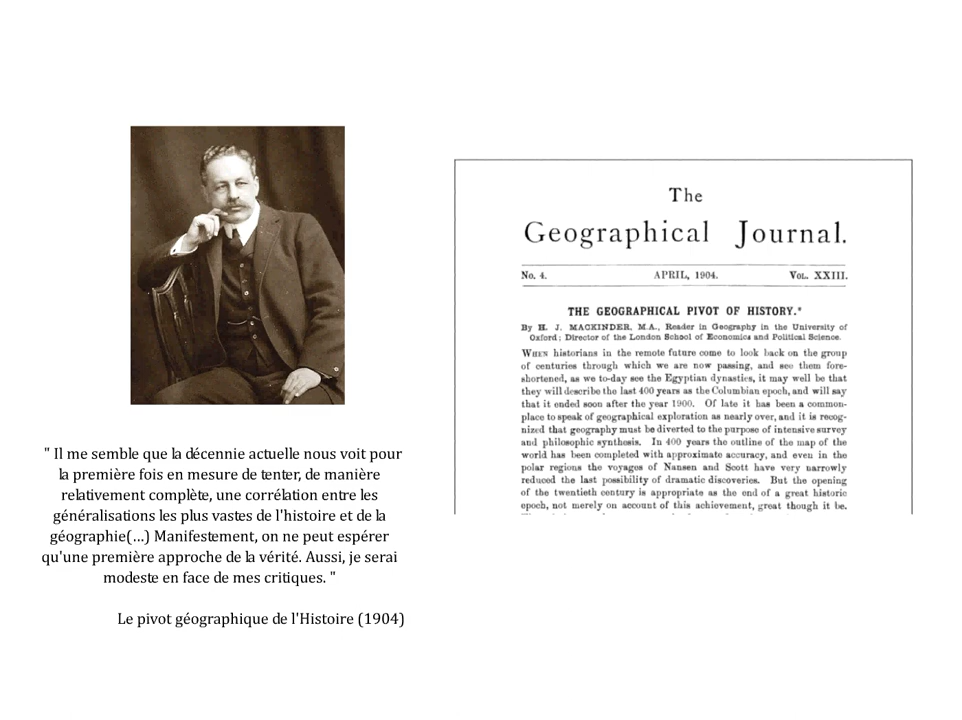 " Il me semble que la décennie actuelle nous voit pour
la première fois en mesure de tenter, de manière
relativement complète, une corrélation entre les
généralisations les plus vastes de l'histoire et de la
géographie(...) Manifestement, on ne peut espérer
qu'une première approche de la vérité. Aussi, je serai
modeste en face de mes critiques. "
Le pivot géographique de l'Histoire (1904)
The
Geographical Journal.
No. 4. APRIL, 1904. VOL. XXIII.
THE GEOGRAPHICAL PIVOT OF HISTORY.*
By H. J. MACKINDER, M.A., Reader in Geography in the University of
Oxford; Director of the London School of Economics and Political Science.
WHEN historians in the remote future come to look back on the group
of centuries through which we are now passing, and see them fore-
shortened, as we to-day see the Egyptian dynasties, it may well be that
they will describe the last 400 years as the Columbian epoch, and will say
that it ended soon after the year 1900. Of late it has been a common-
place to speak of geographical exploration as nearly over, and it is recog-
nized that geography must be diverted to the purpose of intensive survey
and philosophic synthesis. In 400 years the outline of the map of the
world has been completed with approximate accuracy, and even in the
polar regions the voyages of Nansen and Scott have very narrowly
reduced the last possibility of dramatic discoveries. But the opening
of the twentieth century is appropriate as the end of a great historic
epoch, not merely on account of this achievement, great though it be.